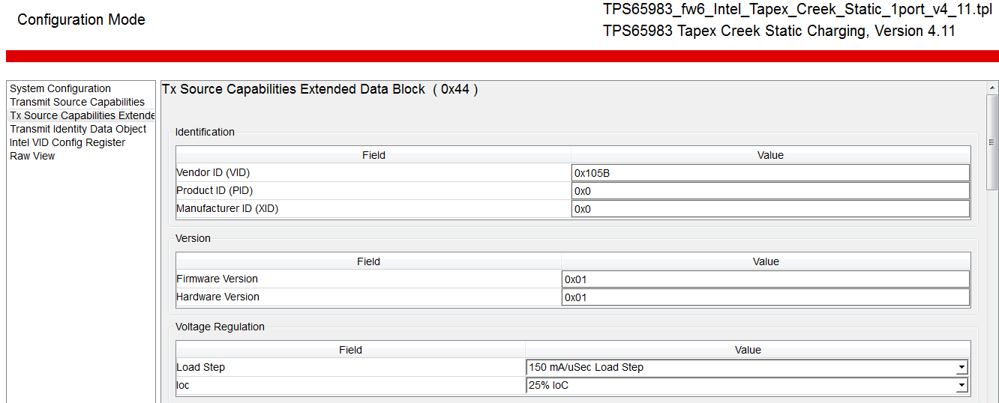 Configuration Mode
TPS65983_fw6_Intel_Tapex_Creek_Static_1port_v4_11.tpl
TPS65983 Tapex Creek Static Charging, Version 4.11
System Configuration
Transmit Source Capabilities
Tx Source Capabilities Extende
Transmit Identity Data Object
Intel VID Config Register
Raw View
Tx Source Capabilities Extended Data Block ( 0x44 )
Identification
Field Value
Vendor ID (VID) 0x105B
Product ID (PID) 0x0
Manufacturer ID (XID) 0x0
Version
Field Value
Firmware Version 0x01
Hardware Version 0x01
Voltage Regulation
Field Value
Load Step 150 mA/uSec Load Step
Ioc 25% IoC